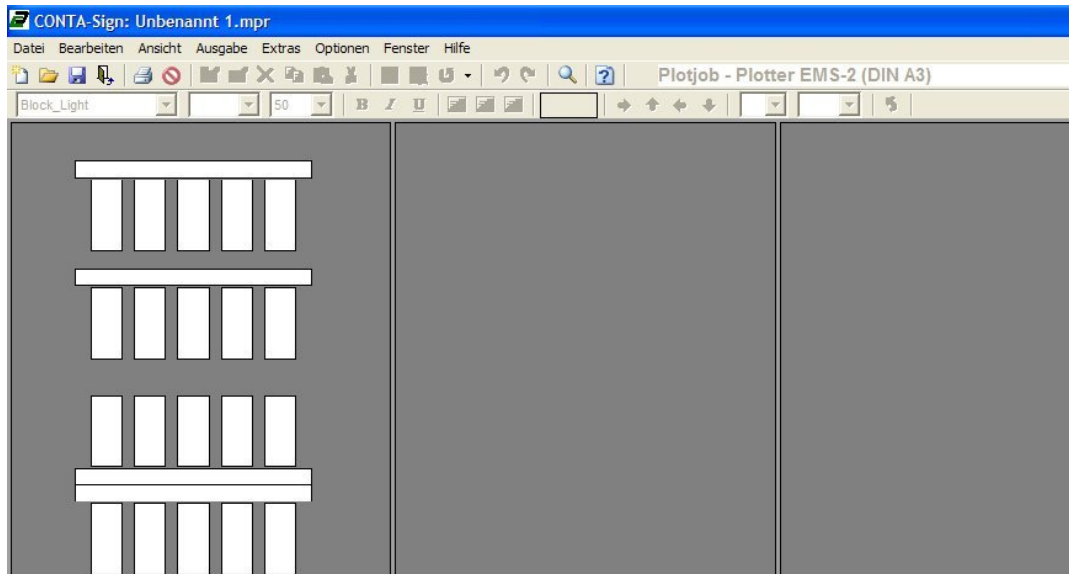 CONTA-Sign: Unbenannt 1.mpr
Datei Bearbeiten Ansicht Ausgabe Extras Optionen Fenster Hilfe
Plotjob - Plotter EMS-2 (DIN A3)
Block_Light 50 B I U